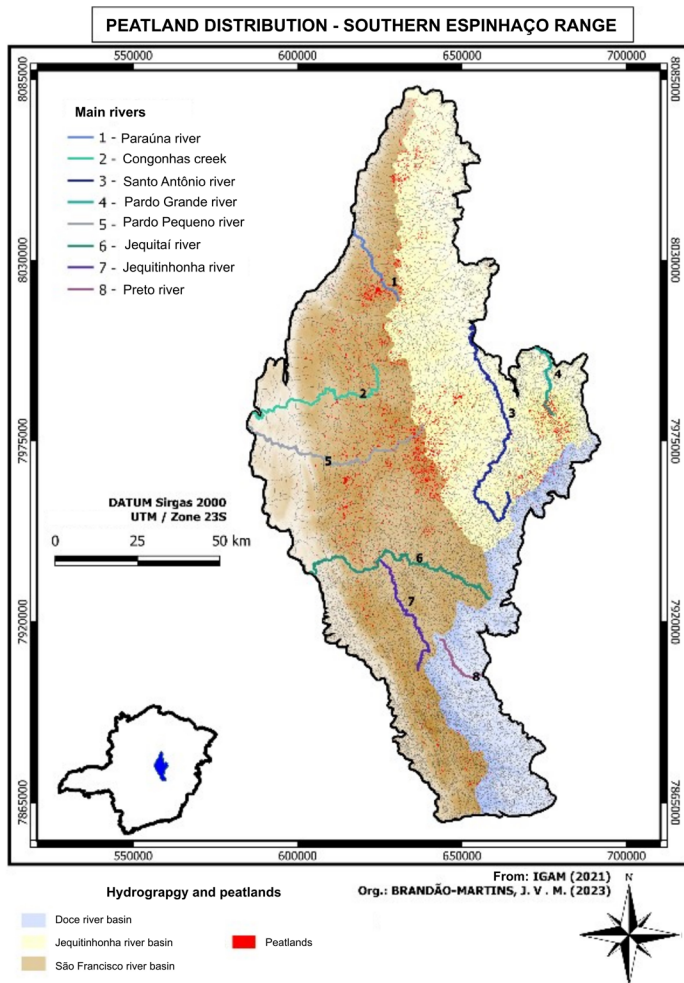 PEATLAND DISTRIBUTION - SOUTHERN ESPINHAÇO RANGE
550000 600000 650000 700000
8085000 8085000
Main rivers
1 - Paraúna river
2 - Congonhas creek
3 - Santo Antônio river
4 - Pardo Grande river
5 - Pardo Pequeno river
6 - Jequitaí river
7 - Jequitinhonha river
8 - Preto river
8030000 8030000
1
4
2
3
7975000 7975000
5
DATUM Sirgas 2000
UTM / Zone 23S
0 25 50 km
6
7
7920000 7920000
8
7865000 7865000
550000 600000 650000 700000
From: IGAM (2021)
Org.: BRANDÃO-MARTINS, J. V . M. (2023)
N
Hydrograpgy and peatlands
Doce river basin
Jequitinhonha river basin
Peatlands
São Francisco river basin